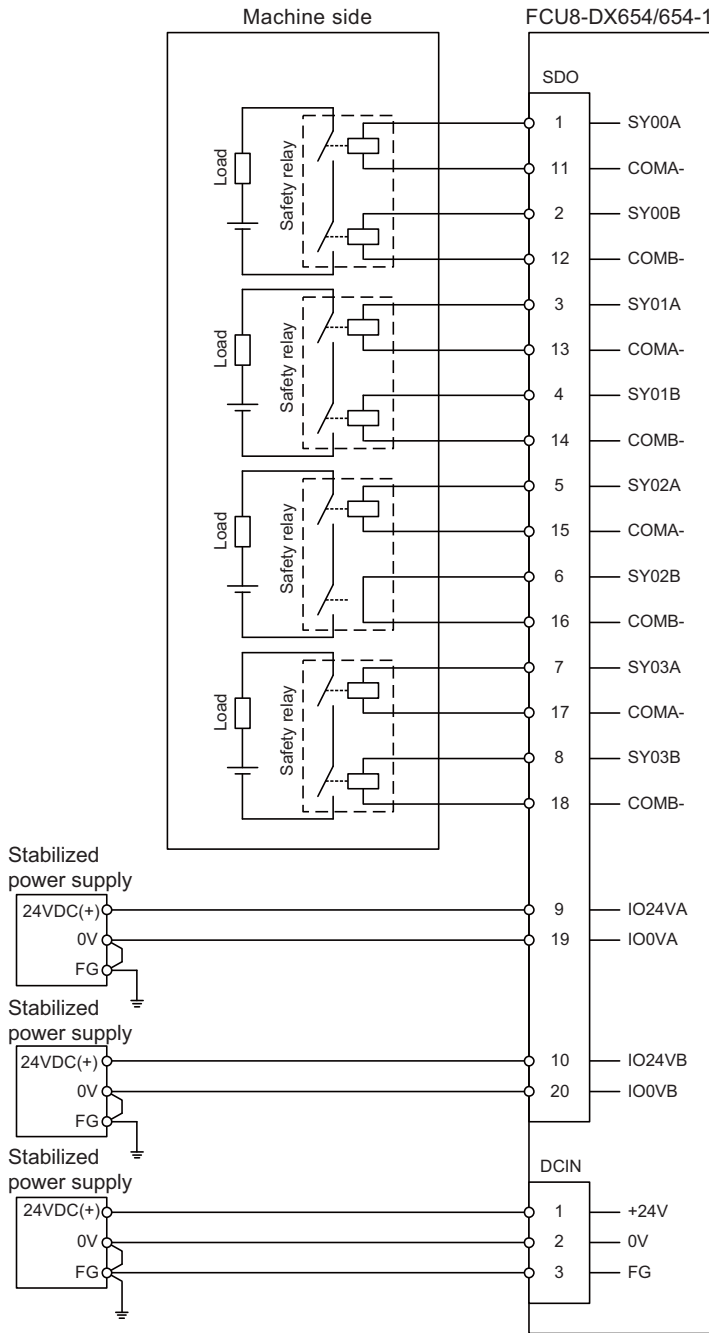 Machine side
FCU8-DX654/654-1
SDO
Load
Safety relay
1 SY00A
11 COMA-
2 SY00B
12 COMB-
Load
Safety relay
3 SY01A
13 COMA-
4 SY01B
14 COMB-
Load
Safety relay
5 SY02A
15 COMA-
6 SY02B
16 COMB-
Load
Safety relay
7 SY03A
17 COMA-
8 SY03B
18 COMB-
Stabilized
power supply
24VDC(+) 9 IO24VA
0V 19 IO0VA
FG
Stabilized
power supply
24VDC(+) 10 IO24VB
0V 20 IO0VB
FG
Stabilized
power supply
DCIN
24VDC(+) 1 +24V
0V 2 0V
FG 3 FG